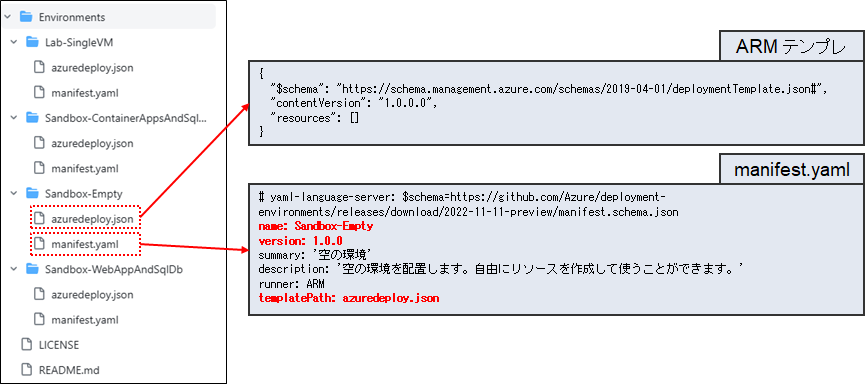 Environments
Lab-SingleVM
azuredeploy.json
manifest.yaml
Sandbox-ContainerAppsAndSql...
azuredeploy.json
manifest.yaml
Sandbox-Empty
azuredeploy.json
manifest.yaml
Sandbox-WebAppAndSqlDb
azuredeploy.json
manifest.yaml
LICENSE
README.md
ARM テンプレ
{
"$schema": "https://schema.management.azure.com/schemas/2019-04-01/deploymentTemplate.json#",
"contentVersion": "1.0.0.0",
"resources": []
}
manifest.yaml
# yaml-language-server: $schema=https://github.com/Azure/deployment-
environments/releases/download/2022-11-11-preview/manifest.schema.json
name: Sandbox-Empty
version: 1.0.0
summary: '空の環境'
description: '空の環境を配置します。自由にリソースを作成して使うことができます。'
runner: ARM
templatePath: azuredeploy.json